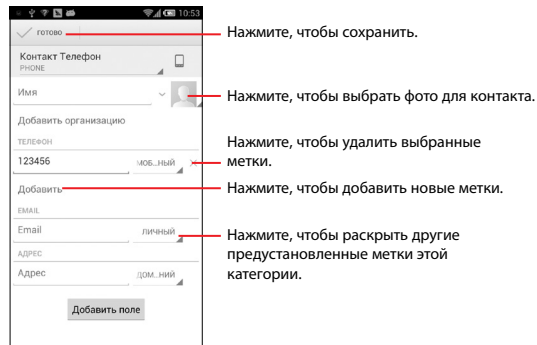 10:53
ГОТОВО
Нажмите, чтобы сохранить.
Контакт Телефон
PHONE
Имя
Нажмите, чтобы выбрать фото для контакта.
Добавить организацию
ТЕЛЕФОН
Нажмите, чтобы удалить выбранные
метки.
123456
МОБ...НЫЙ
Добавить
Нажмите, чтобы добавить новые метки.
EMAIL
Email
ЛИЧНЫЙ
Нажмите, чтобы раскрыть другие
предустановленные метки этой
категории.
АДРЕС
Адрес
ДОМ...НИЙ
Добавить поле